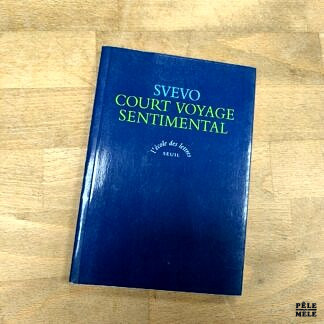 SVEVO
COURT VOYAGE
SENTIMENTAL
l'école des lettres
SEUIL
PÊLE
MÊLE